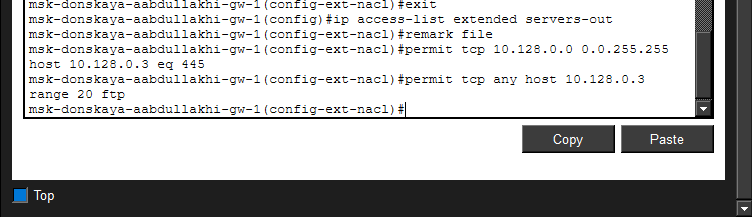 msk-donskaya-aabdullakhi-gw-1(config-ext-nacl)#exit
msk-donskaya-aabdullakhi-gw-1(config)#ip access-list extended servers-out
msk-donskaya-aabdullakhi-gw-1(config-ext-nacl)#remark file
msk-donskaya-aabdullakhi-gw-1(config-ext-nacl)#permit tcp 10.128.0.0 0.0.255.255
host 10.128.0.3 eq 445
msk-donskaya-aabdullakhi-gw-1(config-ext-nacl)#permit tcp any host 10.128.0.3
range 20 ftp
msk-donskaya-aabdullakhi-gw-1(config-ext-nacl)#
Copy Paste
Top